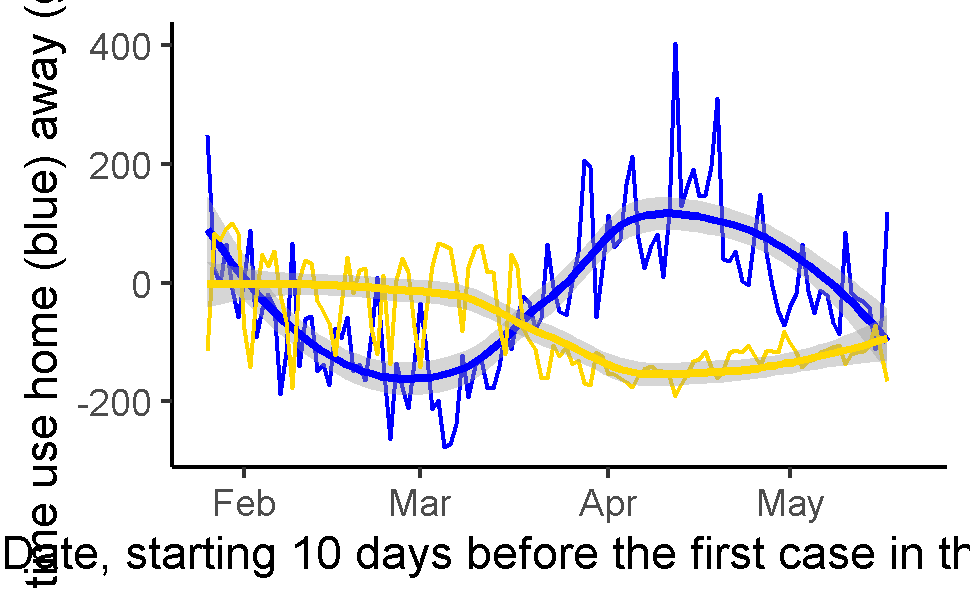 time use home (blue) away (
400
200
0
-200
Feb Mar Apr May
Date, starting 10 days before the first case in th